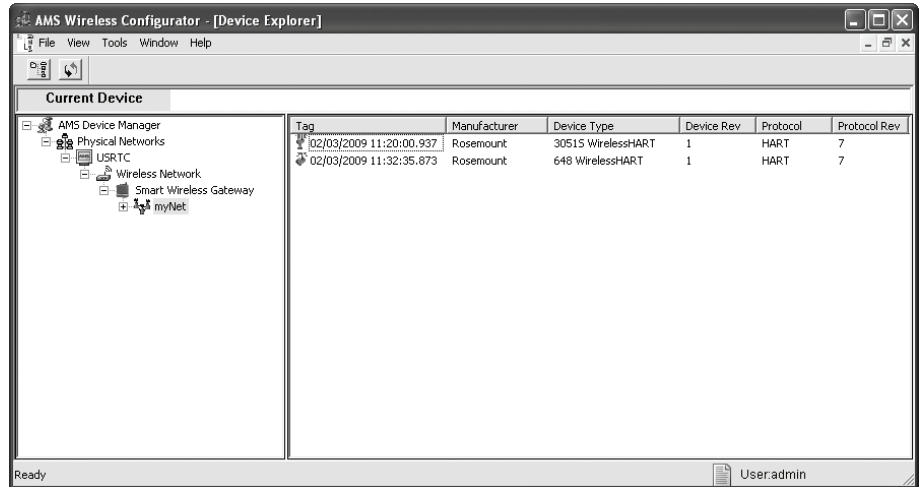 AMS Wireless Configurator - [Device Explorer]
File View Tools Window Help
Current Device
AMS Device Manager
Physical Networks
USRTC
Wireless Network
Smart Wireless Gateway
myNet
Tag Manufacturer Device Type Device Rev Protocol Protocol Rev
02/03/2009 11:20:00.937 Rosemount 3051S WirelessHART 1 HART 7
02/03/2009 11:32:35.873 Rosemount 648 WirelessHART 1 HART 7
Ready User:admin